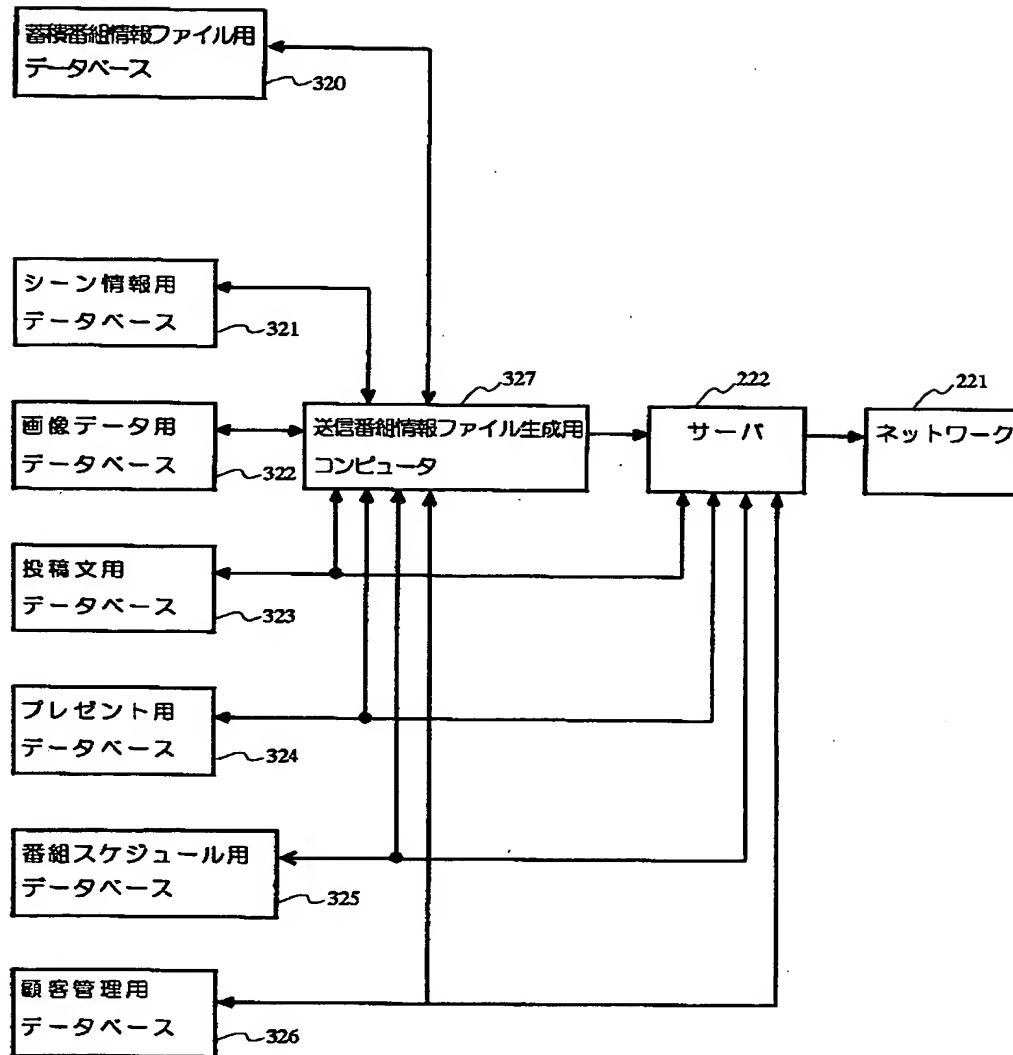 蓄積番組情報ファイル用
データベース
320
シーン情報用
データベース
321
画像データ用
データベース
322
327
送信番組情報ファイル生成用
コンピュータ
222
サーバ
221
ネットワーク
投稿文用
データベース
323
プレゼント用
データベース
324
番組スケジュール用
データベース
325
顧客管理用
データベース
326